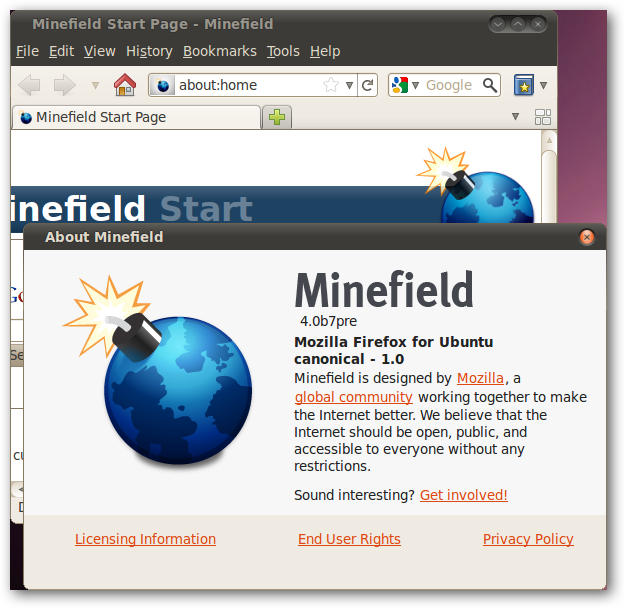 Minefield Start Page - Minefield
File Edit View History Bookmarks Tools Help
about:home
Google
Minefield Start Page
inefield Start
About Minefield
Minefield
4.0b7pre
Mozilla Firefox for Ubuntu
canonical - 1.0
Minefield is designed by Mozilla, a
global community working together to make
the Internet better. We believe that the
Internet should be open, public, and
accessible to everyone without any
restrictions.
Sound interesting? Get involved!
Licensing Information End User Rights Privacy Policy